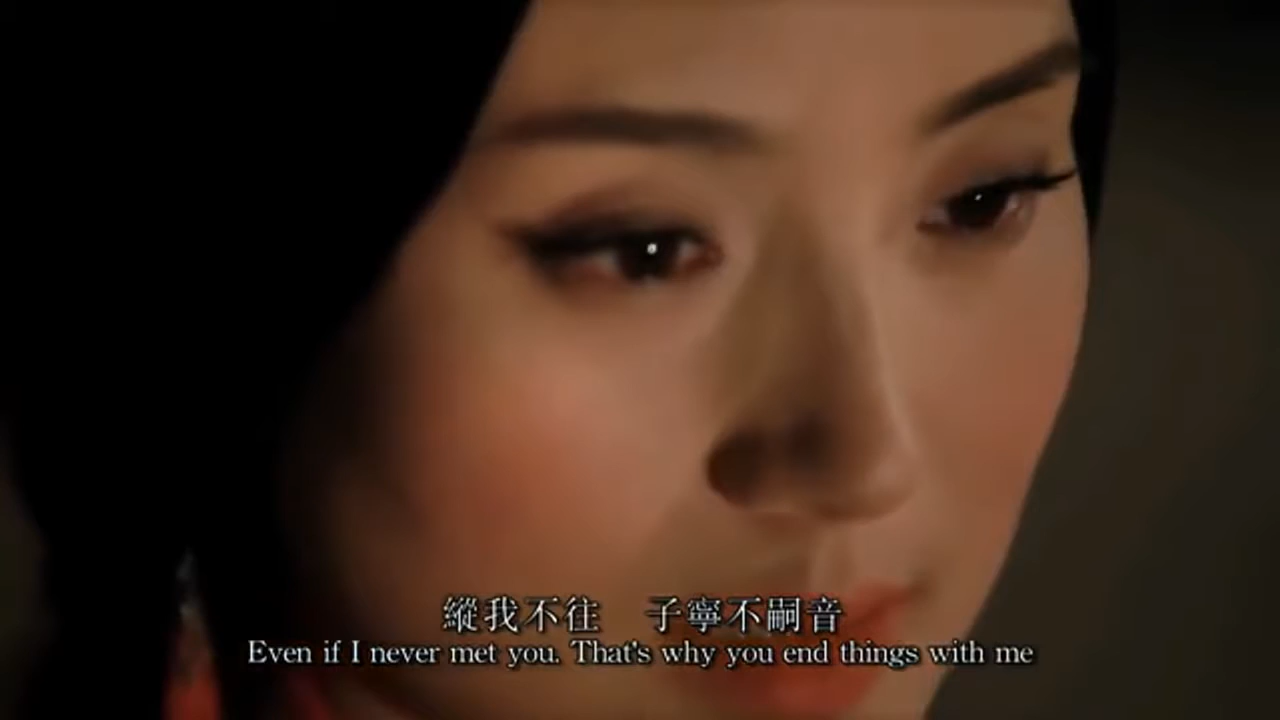 縱我不往　子寧不嗣音
Even if I never met you. That's why you end things with me